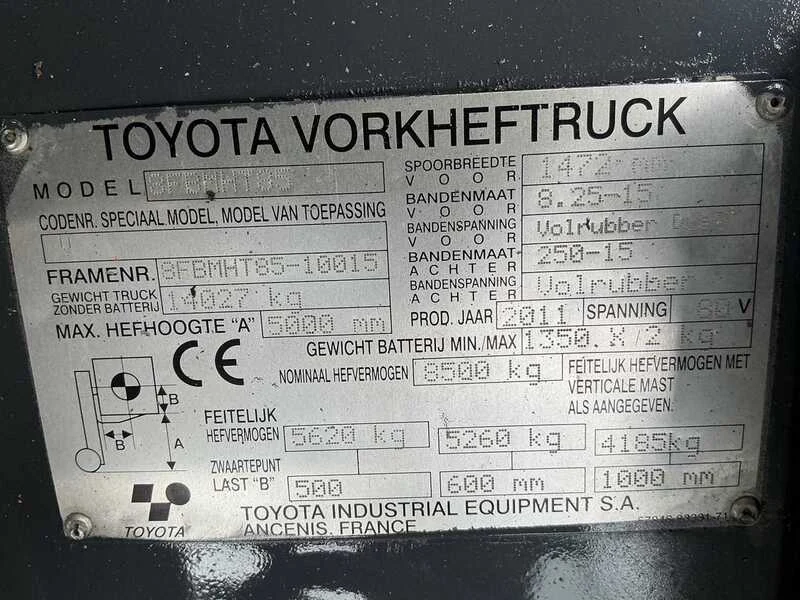 TOYOTA VORKHEFTRUCK
MODEL 8FBMHT85
CODENR. SPECIAAL MODEL, MODEL VAN TOEPASSING
U
FRAMENR. 8FBMHT85-10015
GEWICHT TRUCK ZONDER BATTERIJ 14027 kg
MAX. HEFHOOGTE "A" 5000 mm
SPOORBREEDTE VOOR 1472 mm
BANDENMAAT VOOR 8.25-15
BANDENSPANNING VOOR Volrubber
BANDENMAAT ACHTER 250-15
BANDENSPANNING ACHTER Volrubber
PROD. JAAR 2011 SPANNING 80 V
GEWICHT BATTERIJ MIN./MAX 1350.X/2 kg
NOMINAAL HEFVERMOGEN 8500 kg
FEITELIJK HEFVERMOGEN MET
VERTICALE MAST
ALS AANGEGEVEN.
CE
B
B
A
FEITELIJK
HEFVERMOGEN 5620 kg 5260 kg 4185kg
ZWAARTEPUNT
LAST "B" 500 600 mm 1000 mm
TOYOTA
TOYOTA INDUSTRIAL EQUIPMENT S.A.
ANCENIS, FRANCE